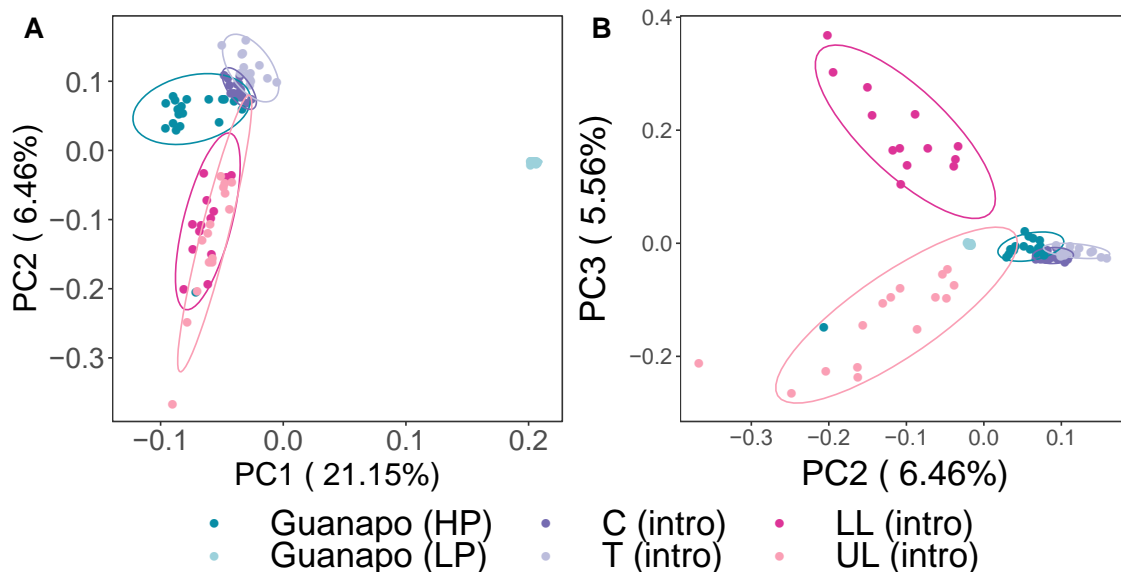 A
B
0.1
0.0
−0.1
−0.2
−0.3
PC2 ( 6.46%)
−0.1
0.0
0.1
0.2
PC1 ( 21.15%)
0.4
0.2
0.0
−0.2
PC3 ( 5.56%)
−0.3
−0.2
−0.1
0.0
0.1
PC2 ( 6.46%)
Guanapo (HP)
C (intro)
LL (intro)
Guanapo (LP)
T (intro)
UL (intro)